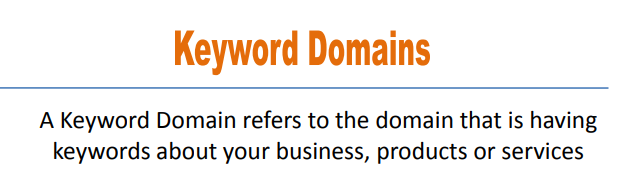 Keyword Domains
A Keyword Domain refers to the domain that is having
keywords about your business, products or services